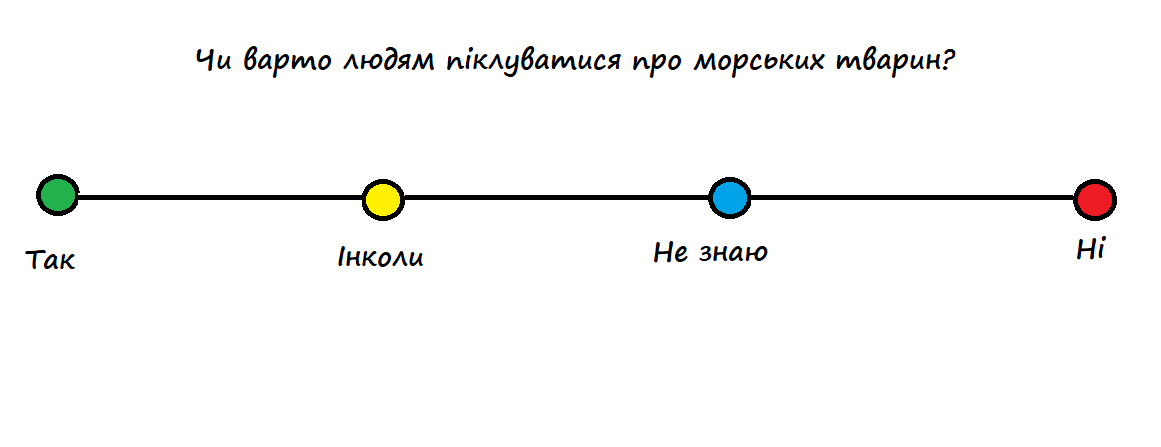 Чи варто людям піклуватися про морських тварин?
Так
Інколи
Не знаю
Ні